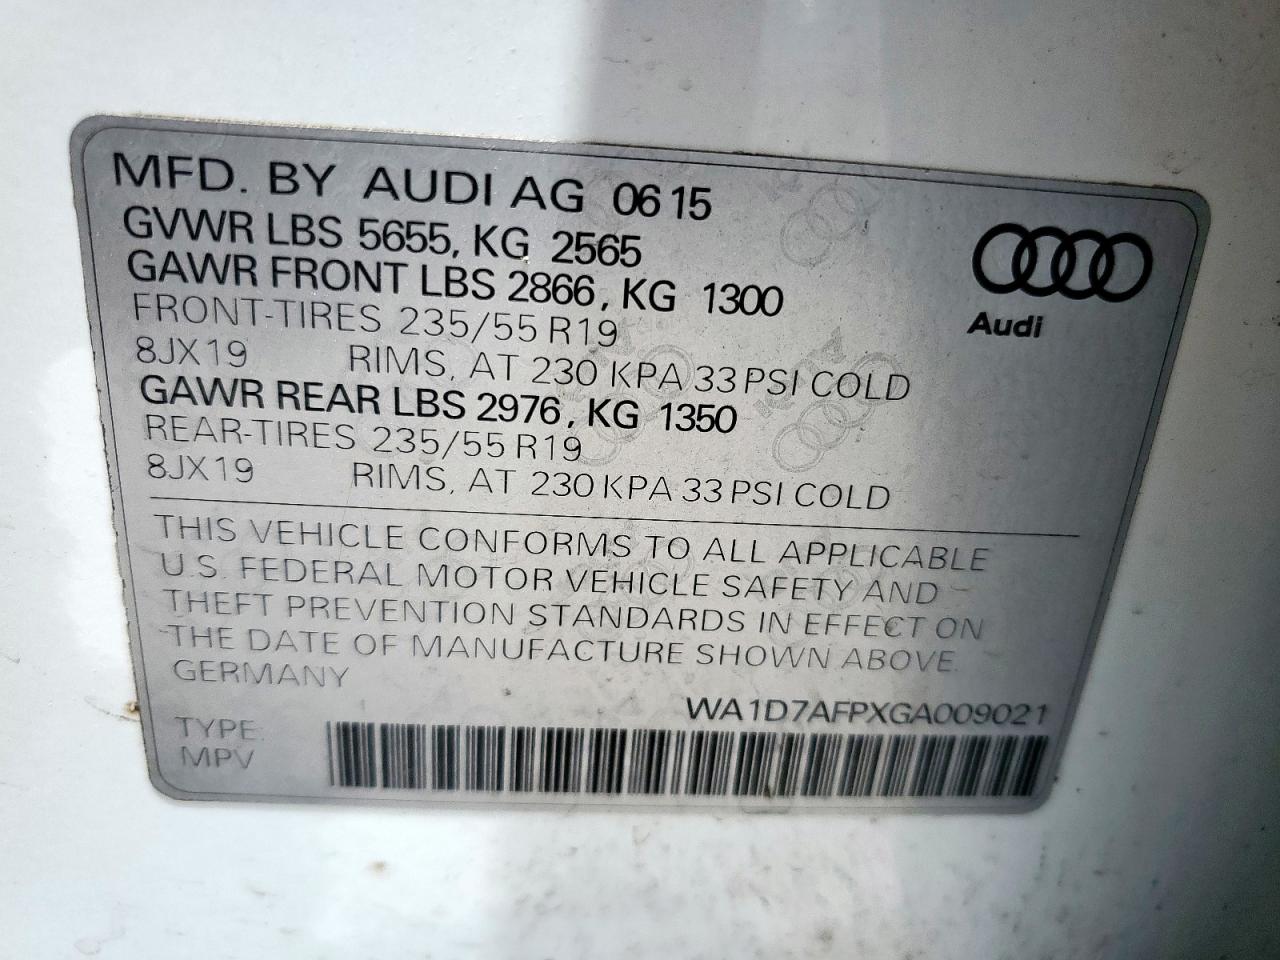 MFD. BY AUDI AG 06 15
GVWR LBS 5655, KG 2565
GAWR FRONT LBS 2866, KG 1300
FRONT-TIRES 235/55 R19
8JX19 RIMS, AT 230 KPA 33 PSI COLD
GAWR REAR LBS 2976, KG 1350
REAR-TIRES 235/55 R19
8JX19 RIMS, AT 230 KPA 33 PSI COLD
Audi
THIS VEHICLE CONFORMS TO ALL APPLICABLE
U.S. FEDERAL MOTOR VEHICLE SAFETY AND
THEFT PREVENTION STANDARDS IN EFFECT ON
THE DATE OF MANUFACTURE SHOWN ABOVE.
GERMANY
WA1D7AFPXGA009021
TYPE:
MPV